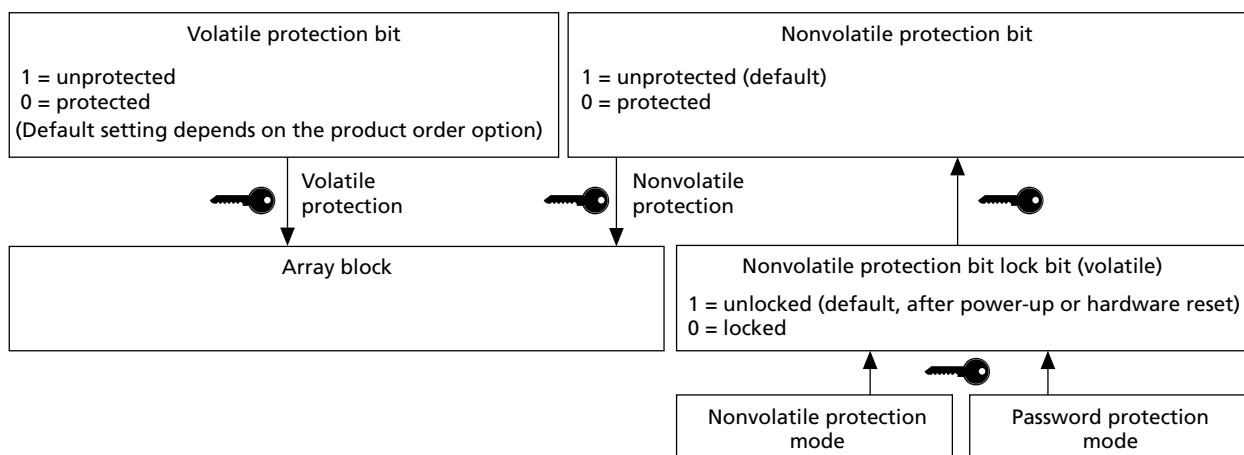 Volatile protection bit
1 = unprotected
0 = protected
(Default setting depends on the product order option)
Nonvolatile protection bit
1 = unprotected (default)
0 = protected
Volatile
protection
Nonvolatile
protection
Array block
Nonvolatile protection bit lock bit (volatile)
1 = unlocked (default, after power-up or hardware reset)
0 = locked
Nonvolatile protection
mode
Password protection
mode